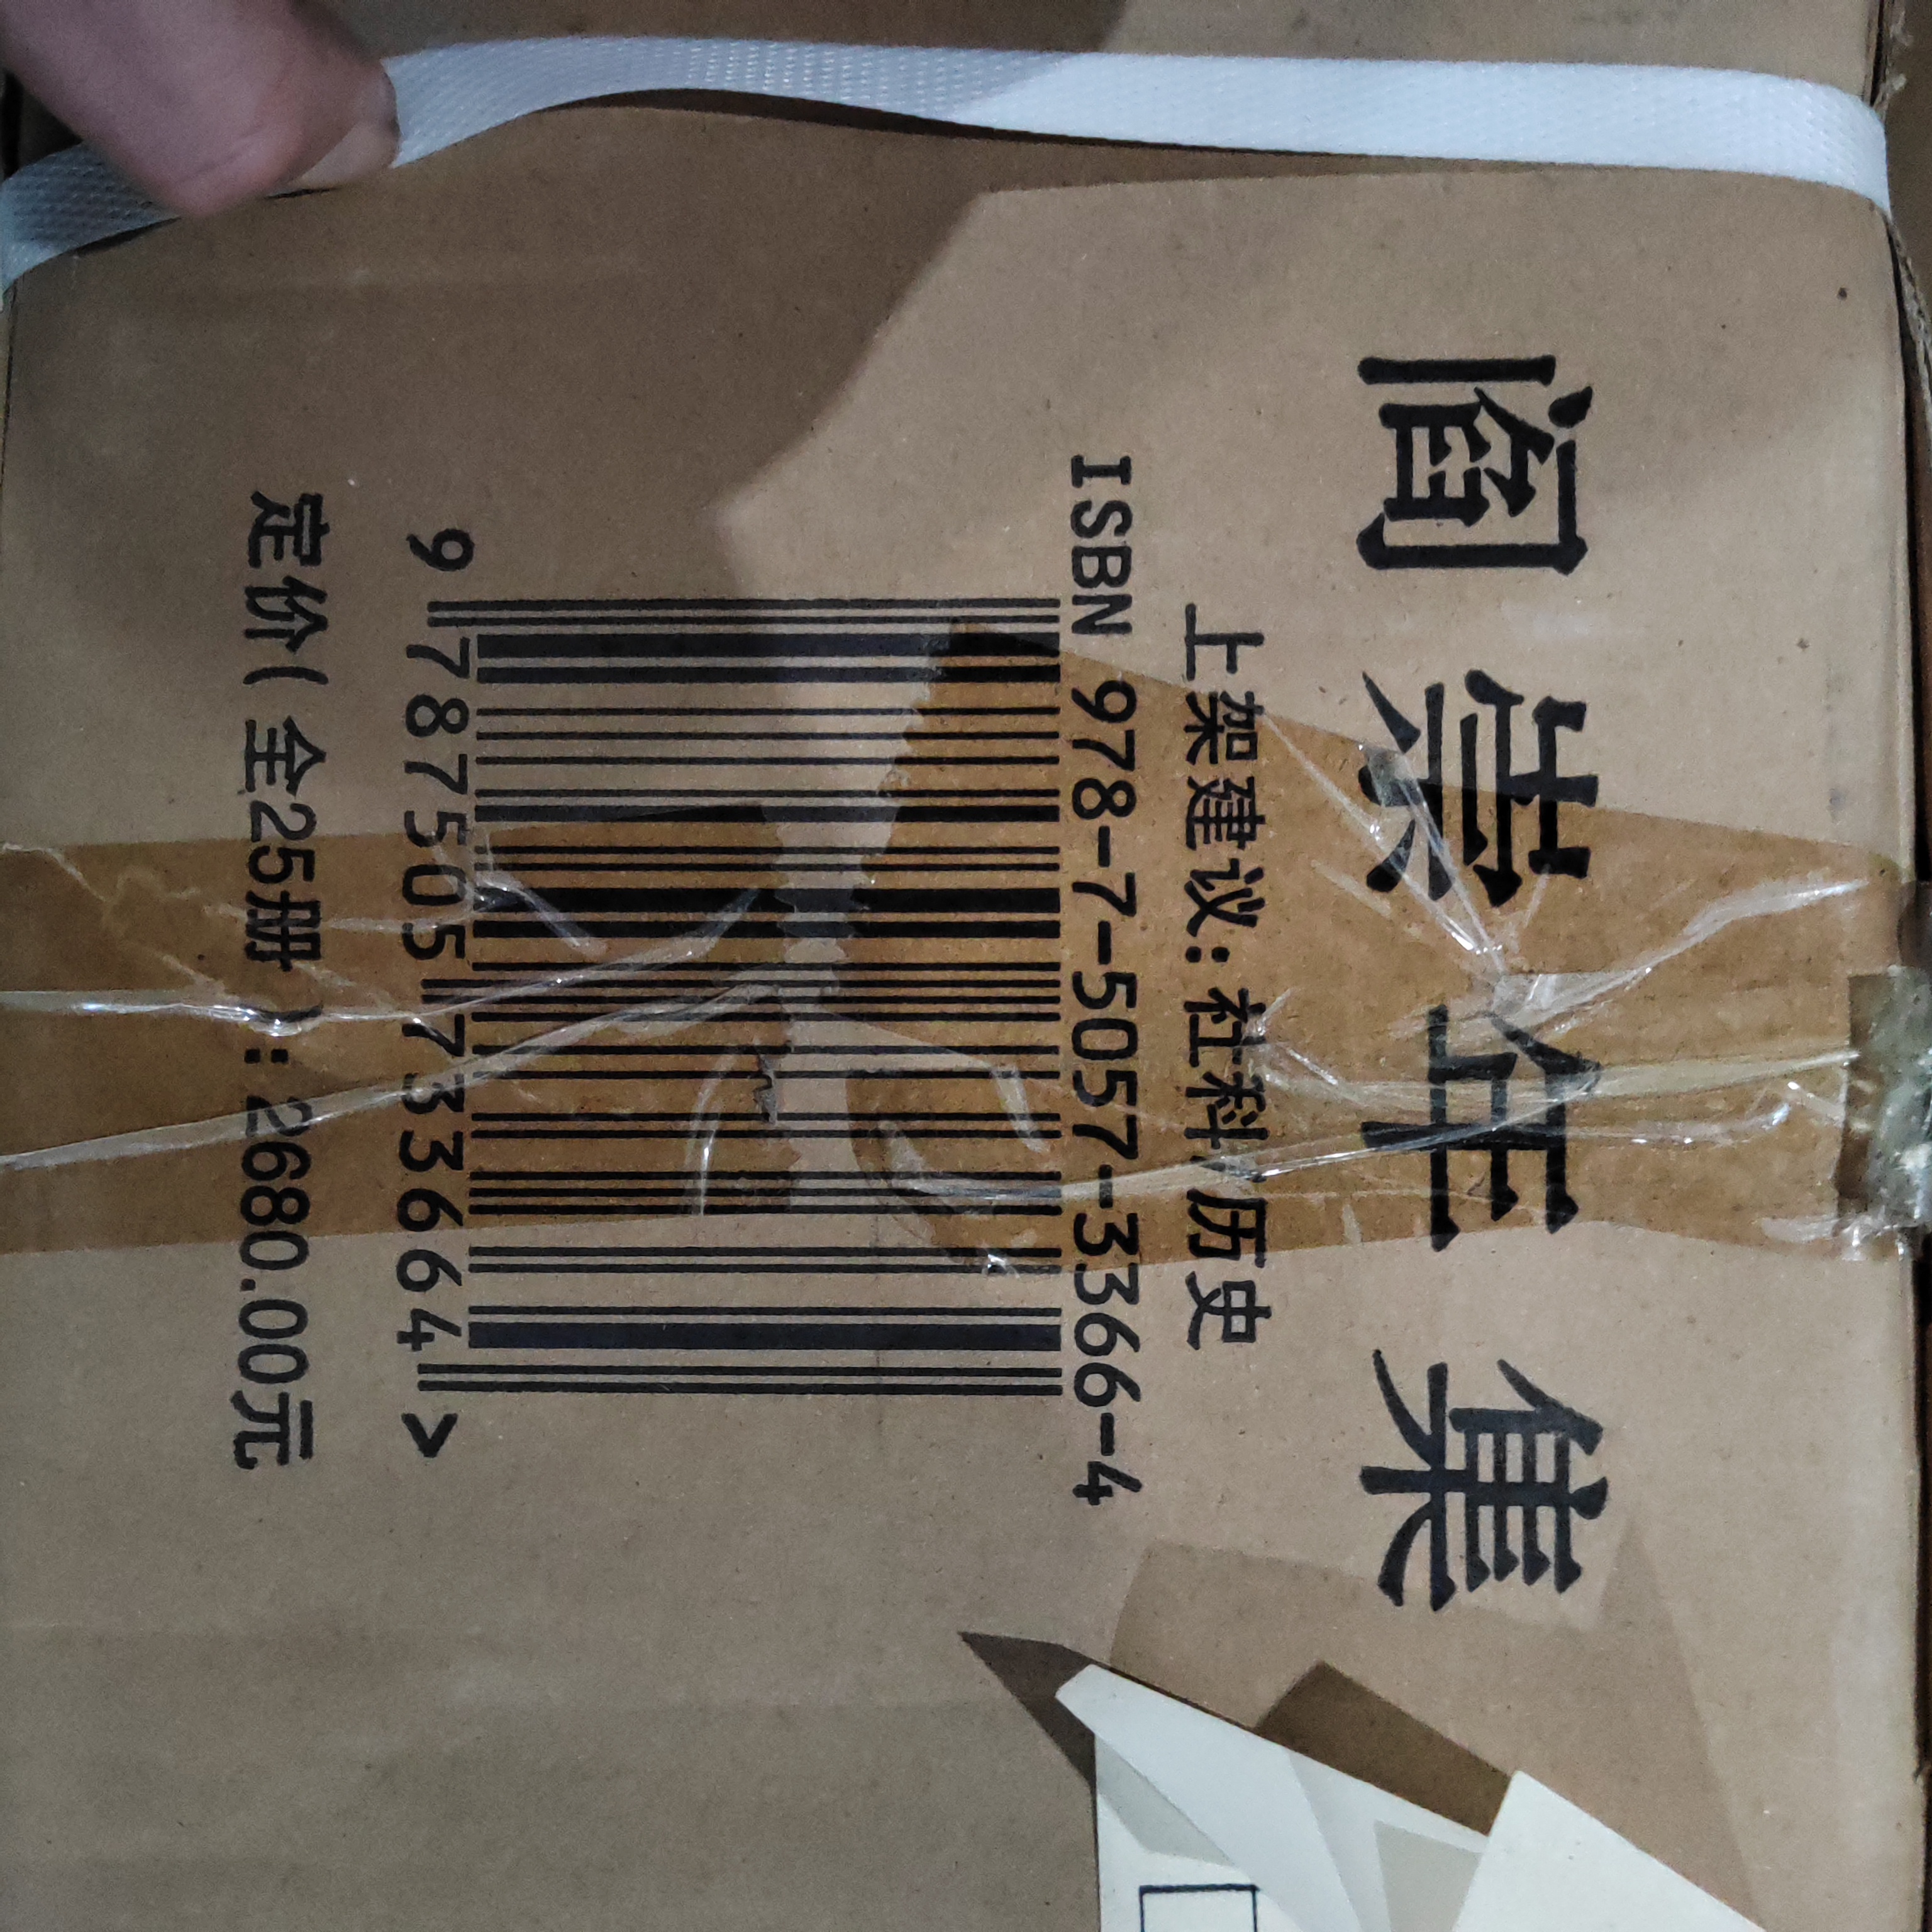 阎崇年集
上架建议：社科/历史
ISBN 978-7-5057-3366-4
9 787505 733664 >
定价(全25册)：2680.00元